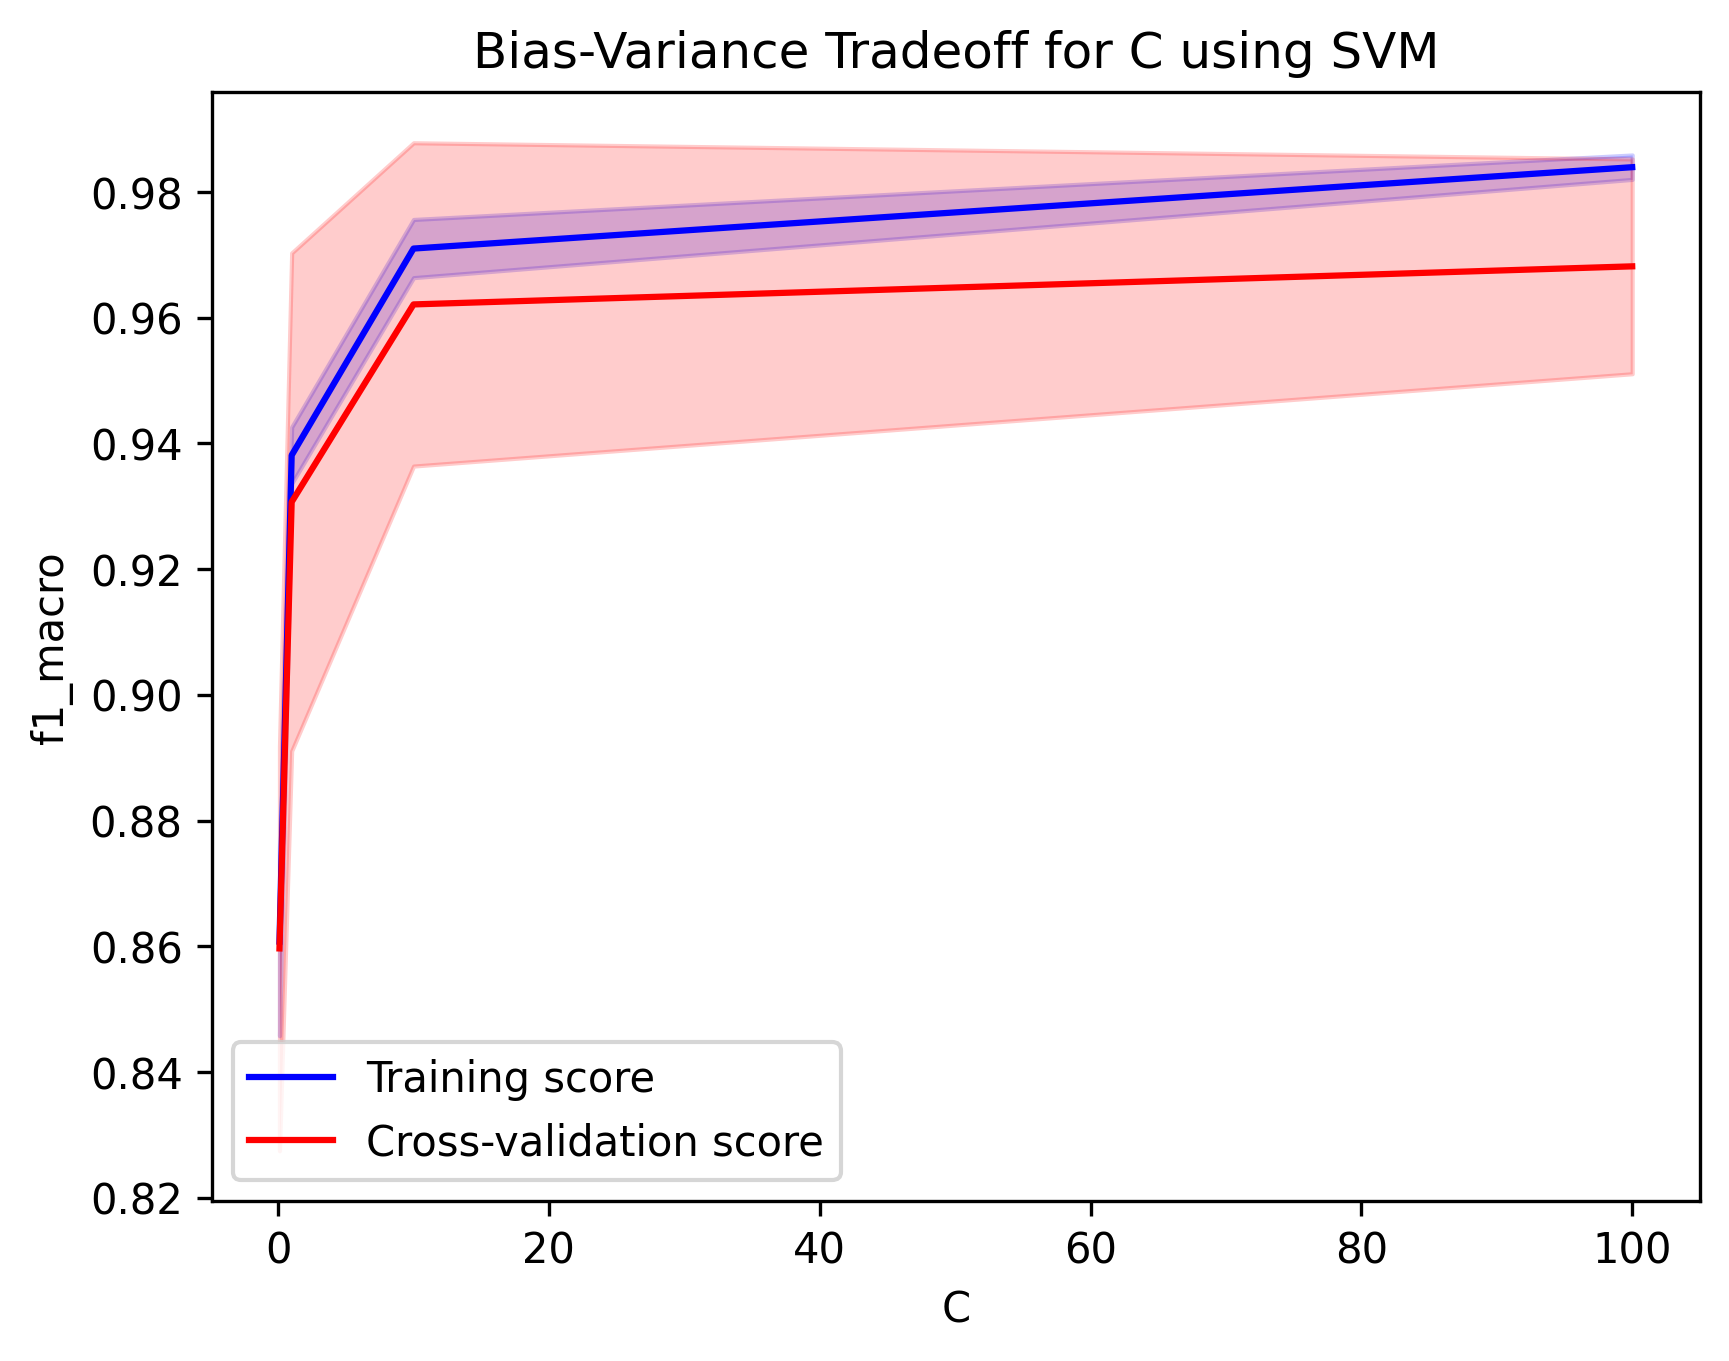 Bias-Variance Tradeoff for C using SVM
f1_macro
0.98
0.96
0.94
0.92
0.90
0.88
0.86
0.84
0.82
Training score
Cross-validation score
0 20 40 60 80 100
C